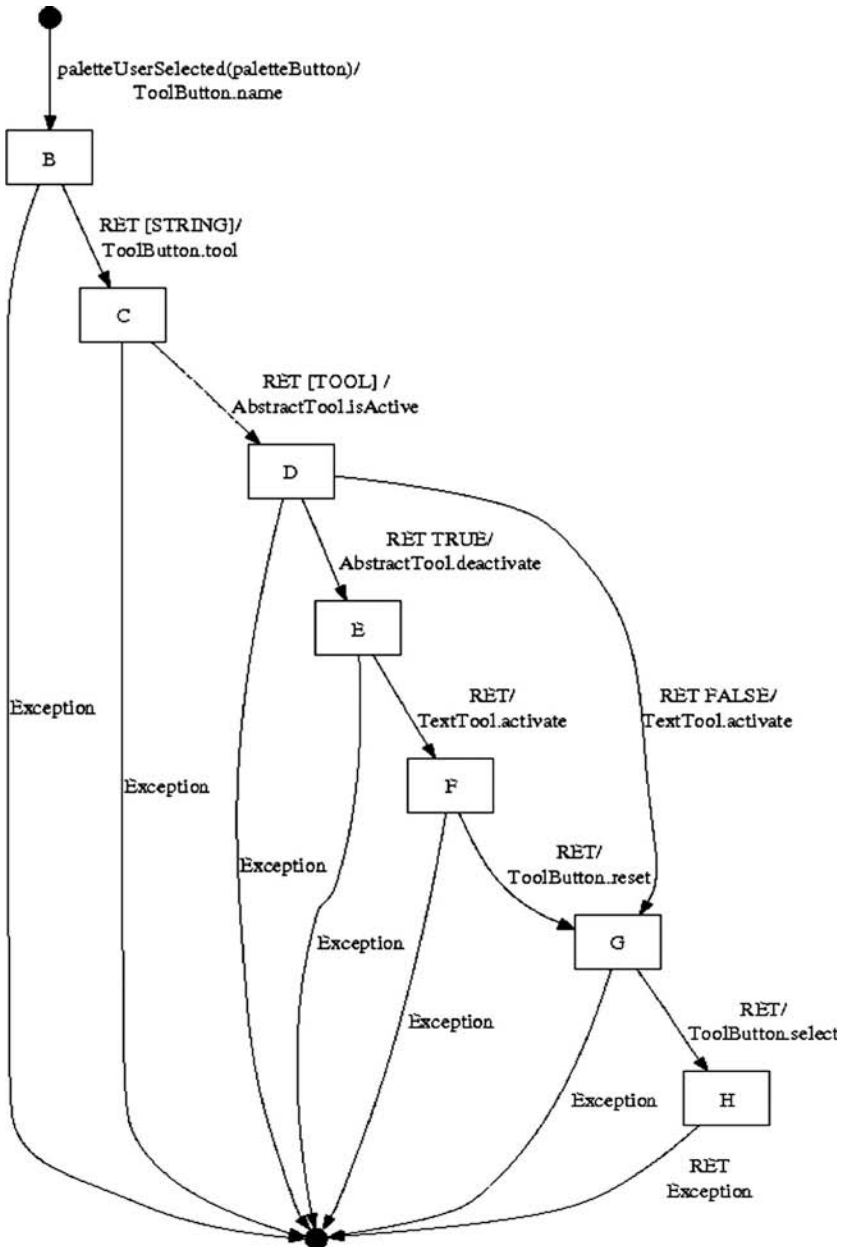 paletteUserSelected(paletteButton)/
ToolButton.name
B
RET [STRING]/
ToolButton.tool
C
RET [TOOL] /
AbstractTool.isActive
D
RET TRUE/
AbstractTool.deactivate
E
Exception
RET/
TextTool.activate
RET FALSE/
TextTool.activate
Exception
F
Exception
RET/
ToolButton.reset
Exception
G
Exception
RET/
ToolButton.select
Exception
H
RET
Exception